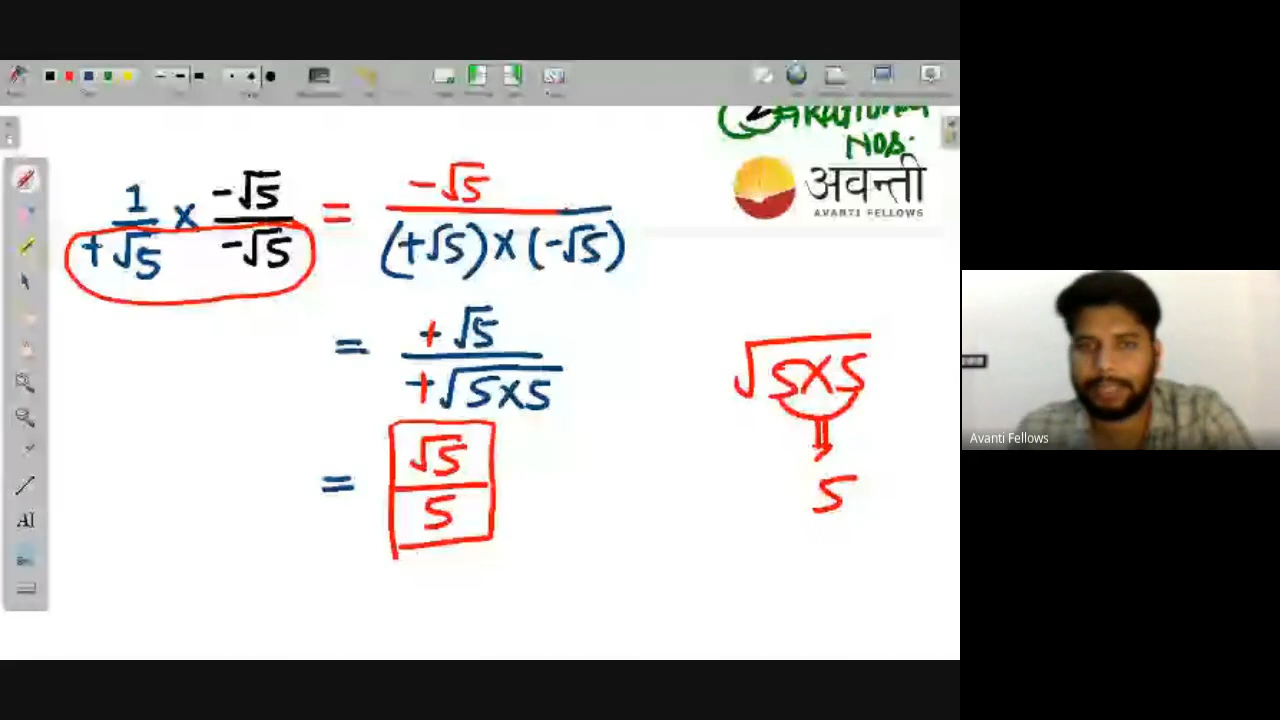 NOS.
अवन्ती
AVANTI FELLOWS
1/+√5 × -√5/-√5 = -√5/(+√5)×(-√5)
= +√5/+√5×5
= √5/5
√5×5
5
AI
Avanti Fellows